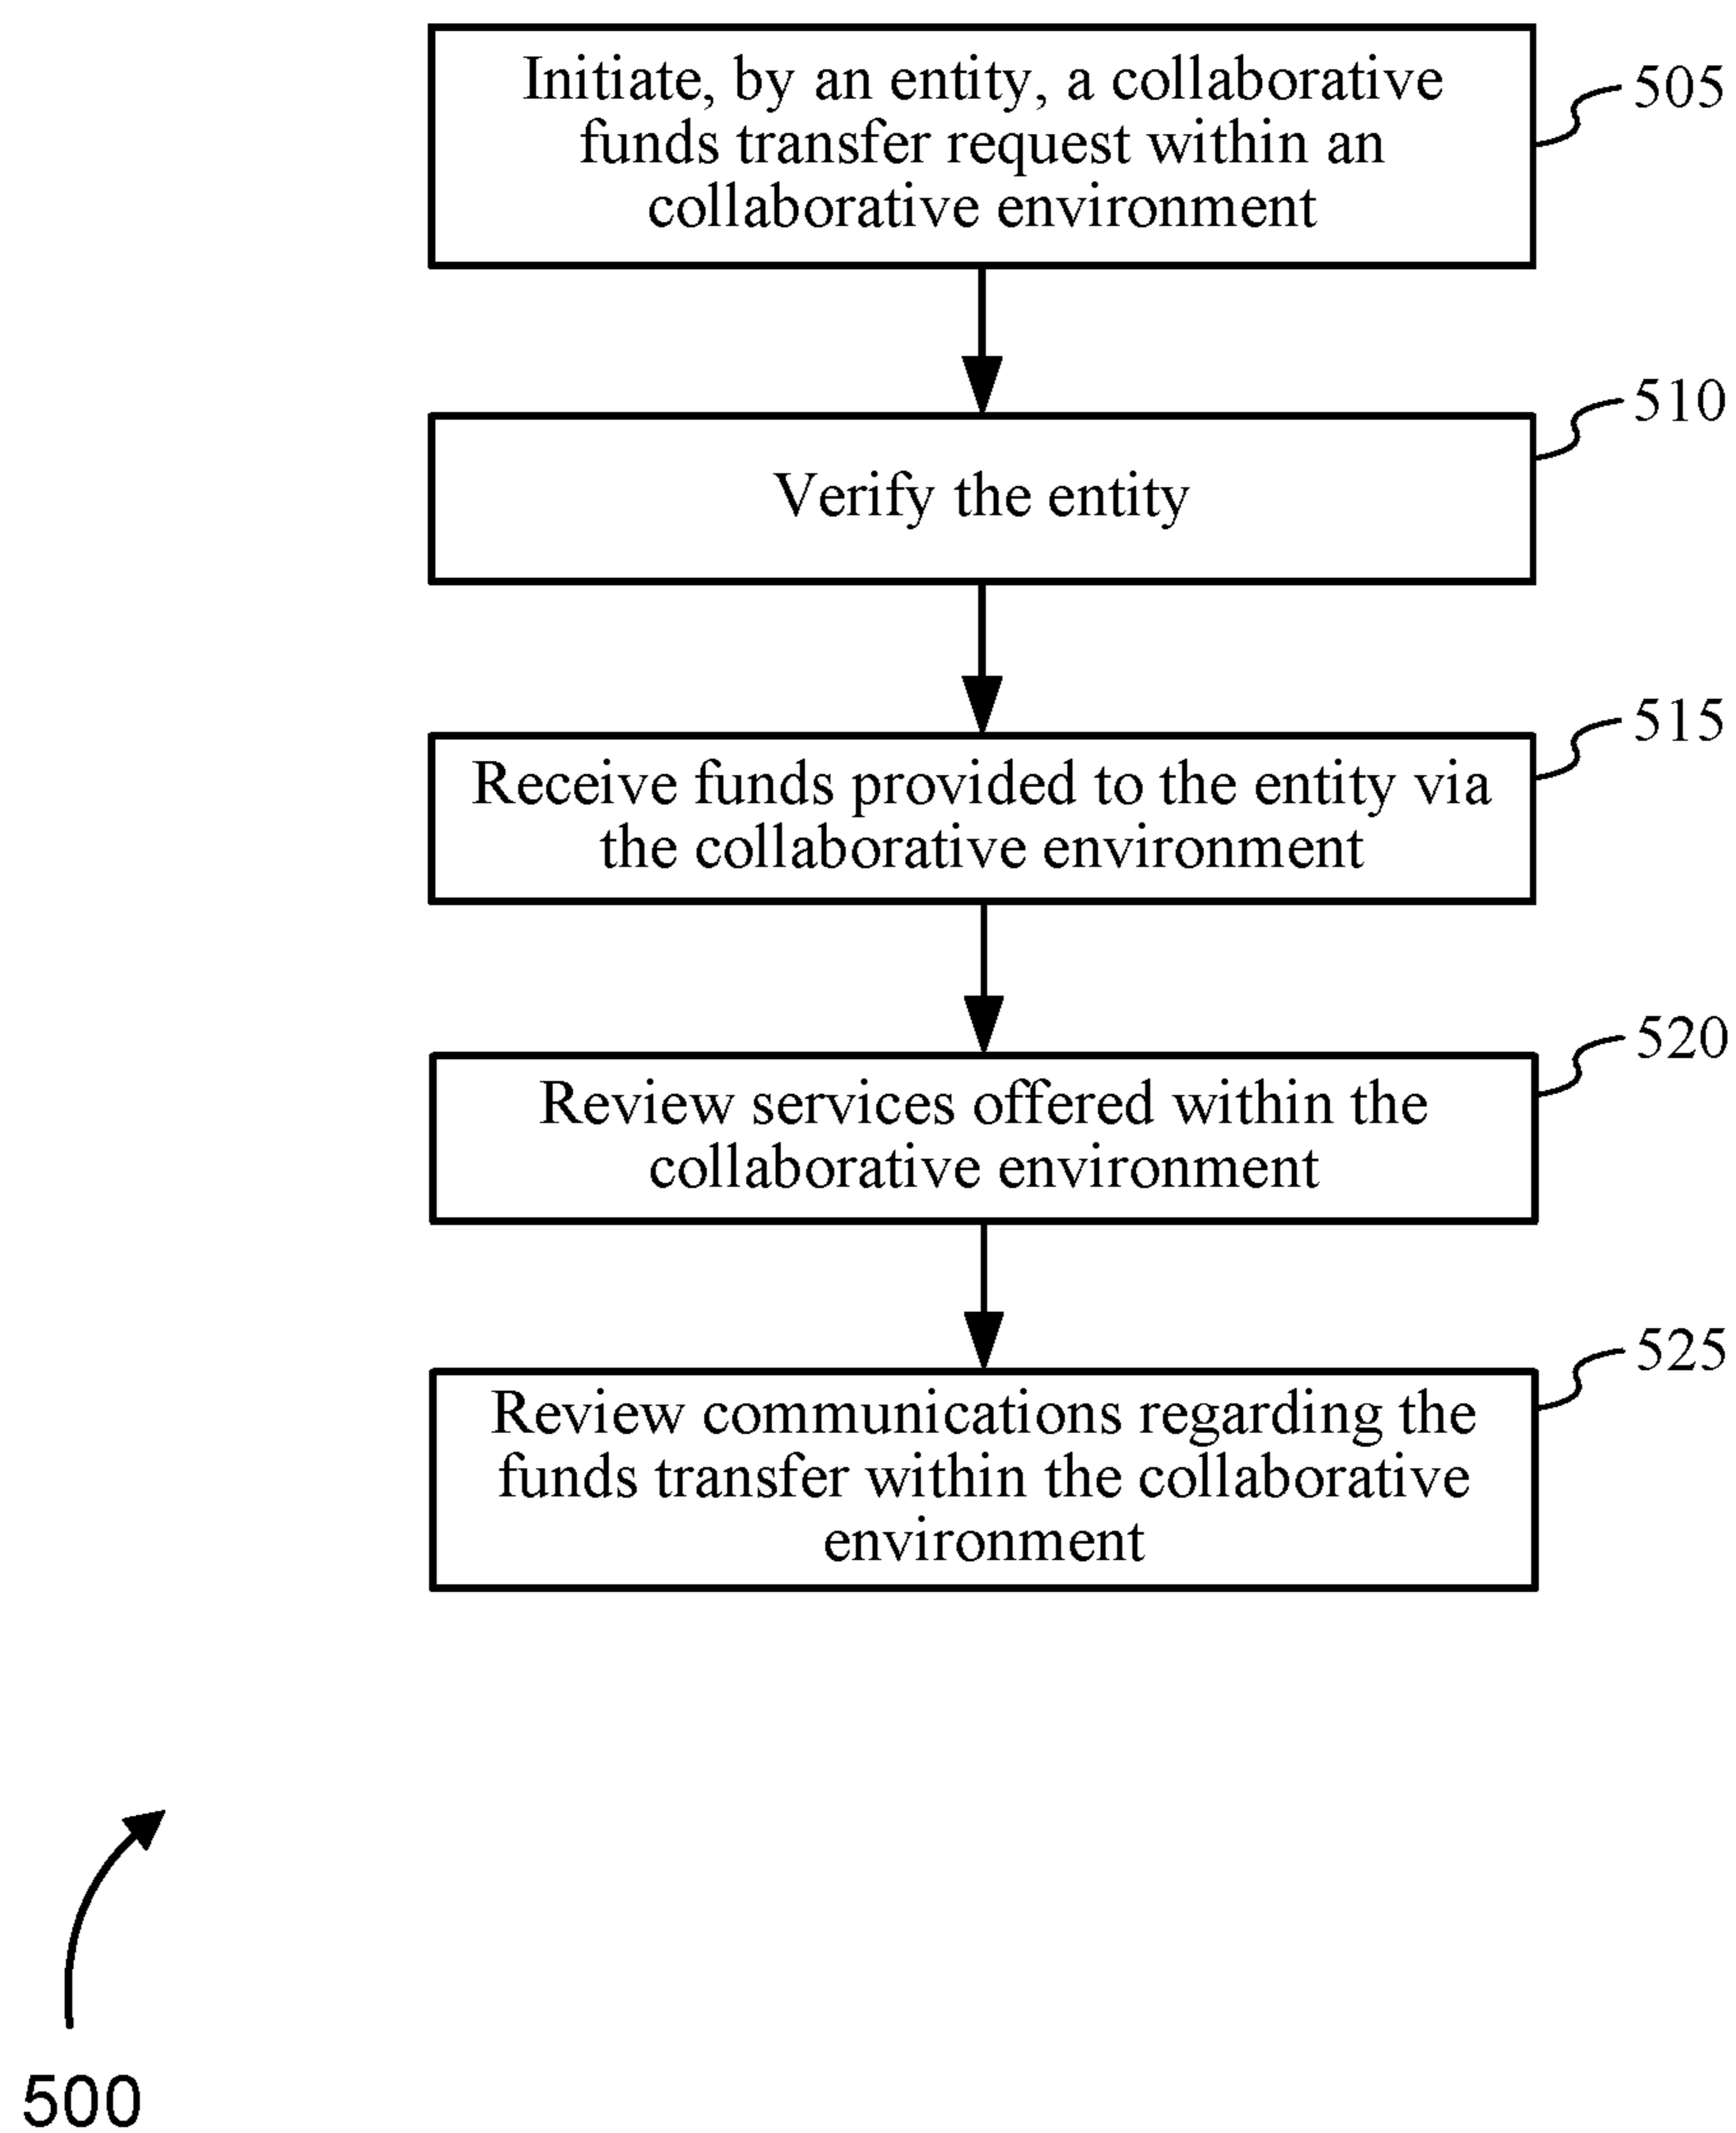 Initiate, by an entity, a collaborative
funds transfer request within an
collaborative environment
505
Verify the entity
510
Receive funds provided to the entity via
the collaborative environment
515
Review services offered within the
collaborative environment
520
Review communications regarding the
funds transfer within the collaborative
environment
525
500